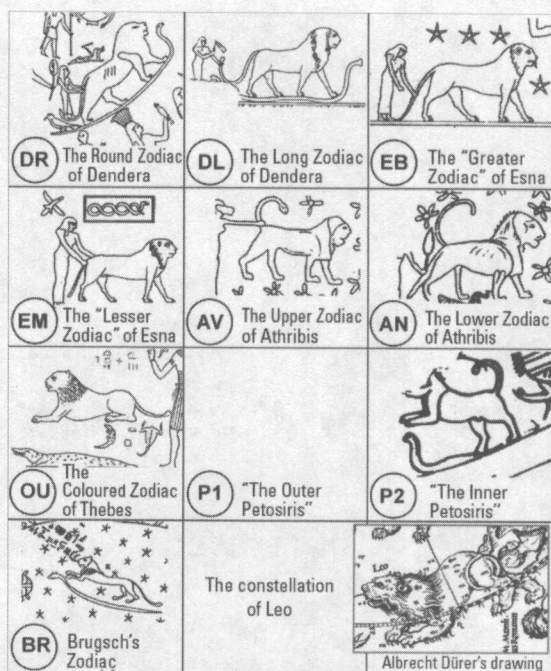 DR
The Round Zodiac
of Dendera
DL
The Long Zodiac
of Dendera
EB
The "Greater
Zodiac" of Esna
EM
The "Lesser
Zodiac" of Esna
AV
The Upper Zodiac
of Athribis
AN
The Lower Zodiac
of Athribis
OU
The
Coloured Zodiac
of Thebes
P1
"The Outer
Petosiris"
P2
"The Inner
Petosiris"
BR
Brugsch's
Zodiac
The constellation
of Leo
Leo
Albrecht Dürer's drawing